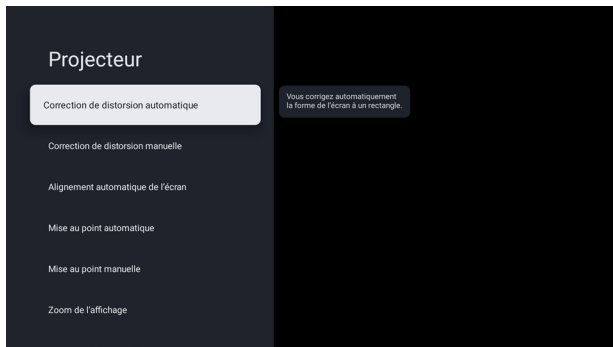 Projecteur
Correction de distorsion automatique
Vous corrigez automatiquement
la forme de l'écran à un rectangle.
Correction de distorsion manuelle
Alignement automatique de l'écran
Mise au point automatique
Mise au point manuelle
Zoom de l'affichage